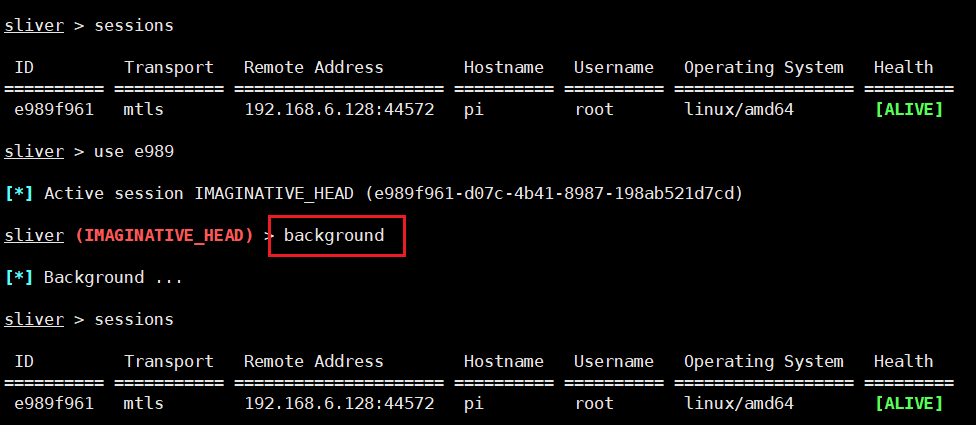 sliver > sessions
ID Transport Remote Address Hostname Username Operating System Health
========== =========== ===================== ========== ========== ================== =========
e989f961 mtls 192.168.6.128:44572 pi root linux/amd64 [ALIVE]
sliver > use e989
[*] Active session IMAGINATIVE_HEAD (e989f961-d07c-4b41-8987-198ab521d7cd)
sliver (IMAGINATIVE_HEAD) > background
[*] Background ...
sliver > sessions
ID Transport Remote Address Hostname Username Operating System Health
========== =========== ===================== ========== ========== ================== =========
e989f961 mtls 192.168.6.128:44572 pi root linux/amd64 [ALIVE]